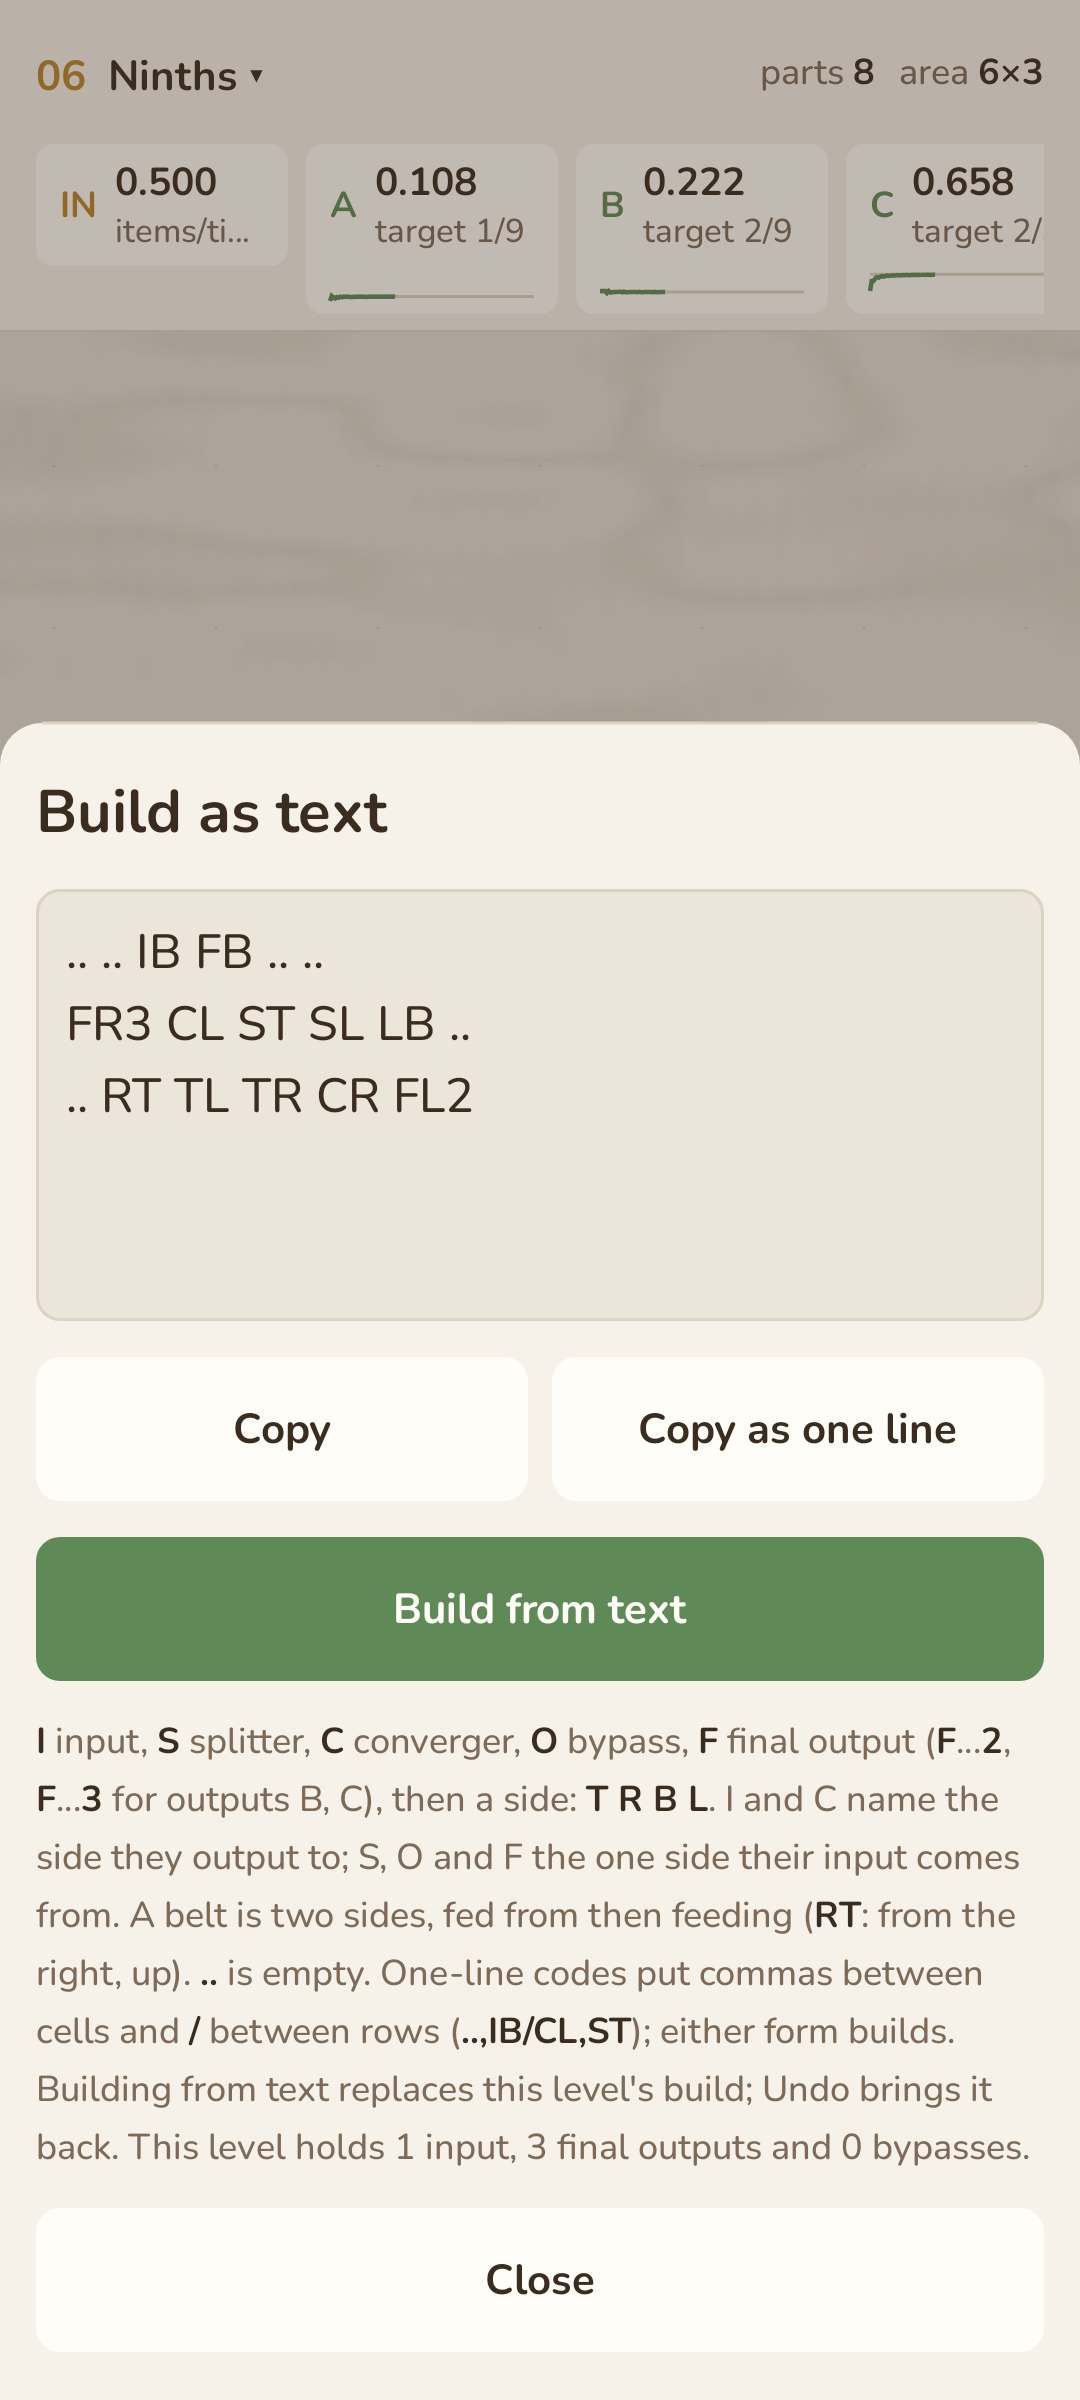 06 Ninths ▾ parts 8 area 6×3
IN 0.500 items/ti...
A 0.108 target 1/9
B 0.222 target 2/9
C 0.658 target 2/
Build as text
.. .. IB FB .. ..
FR3 CL ST SL LB ..
.. RT TL TR CR FL2
Copy
Copy as one line
Build from text
I input, S splitter, C converger, O bypass, F final output (F...2,
F...3 for outputs B, C), then a side: T R B L. I and C name the
side they output to; S, O and F the one side their input comes
from. A belt is two sides, fed from then feeding (RT: from the
right, up). .. is empty. One-line codes put commas between
cells and / between rows (..,IB/CL,ST); either form builds.
Building from text replaces this level's build; Undo brings it
back. This level holds 1 input, 3 final outputs and 0 bypasses.
Close